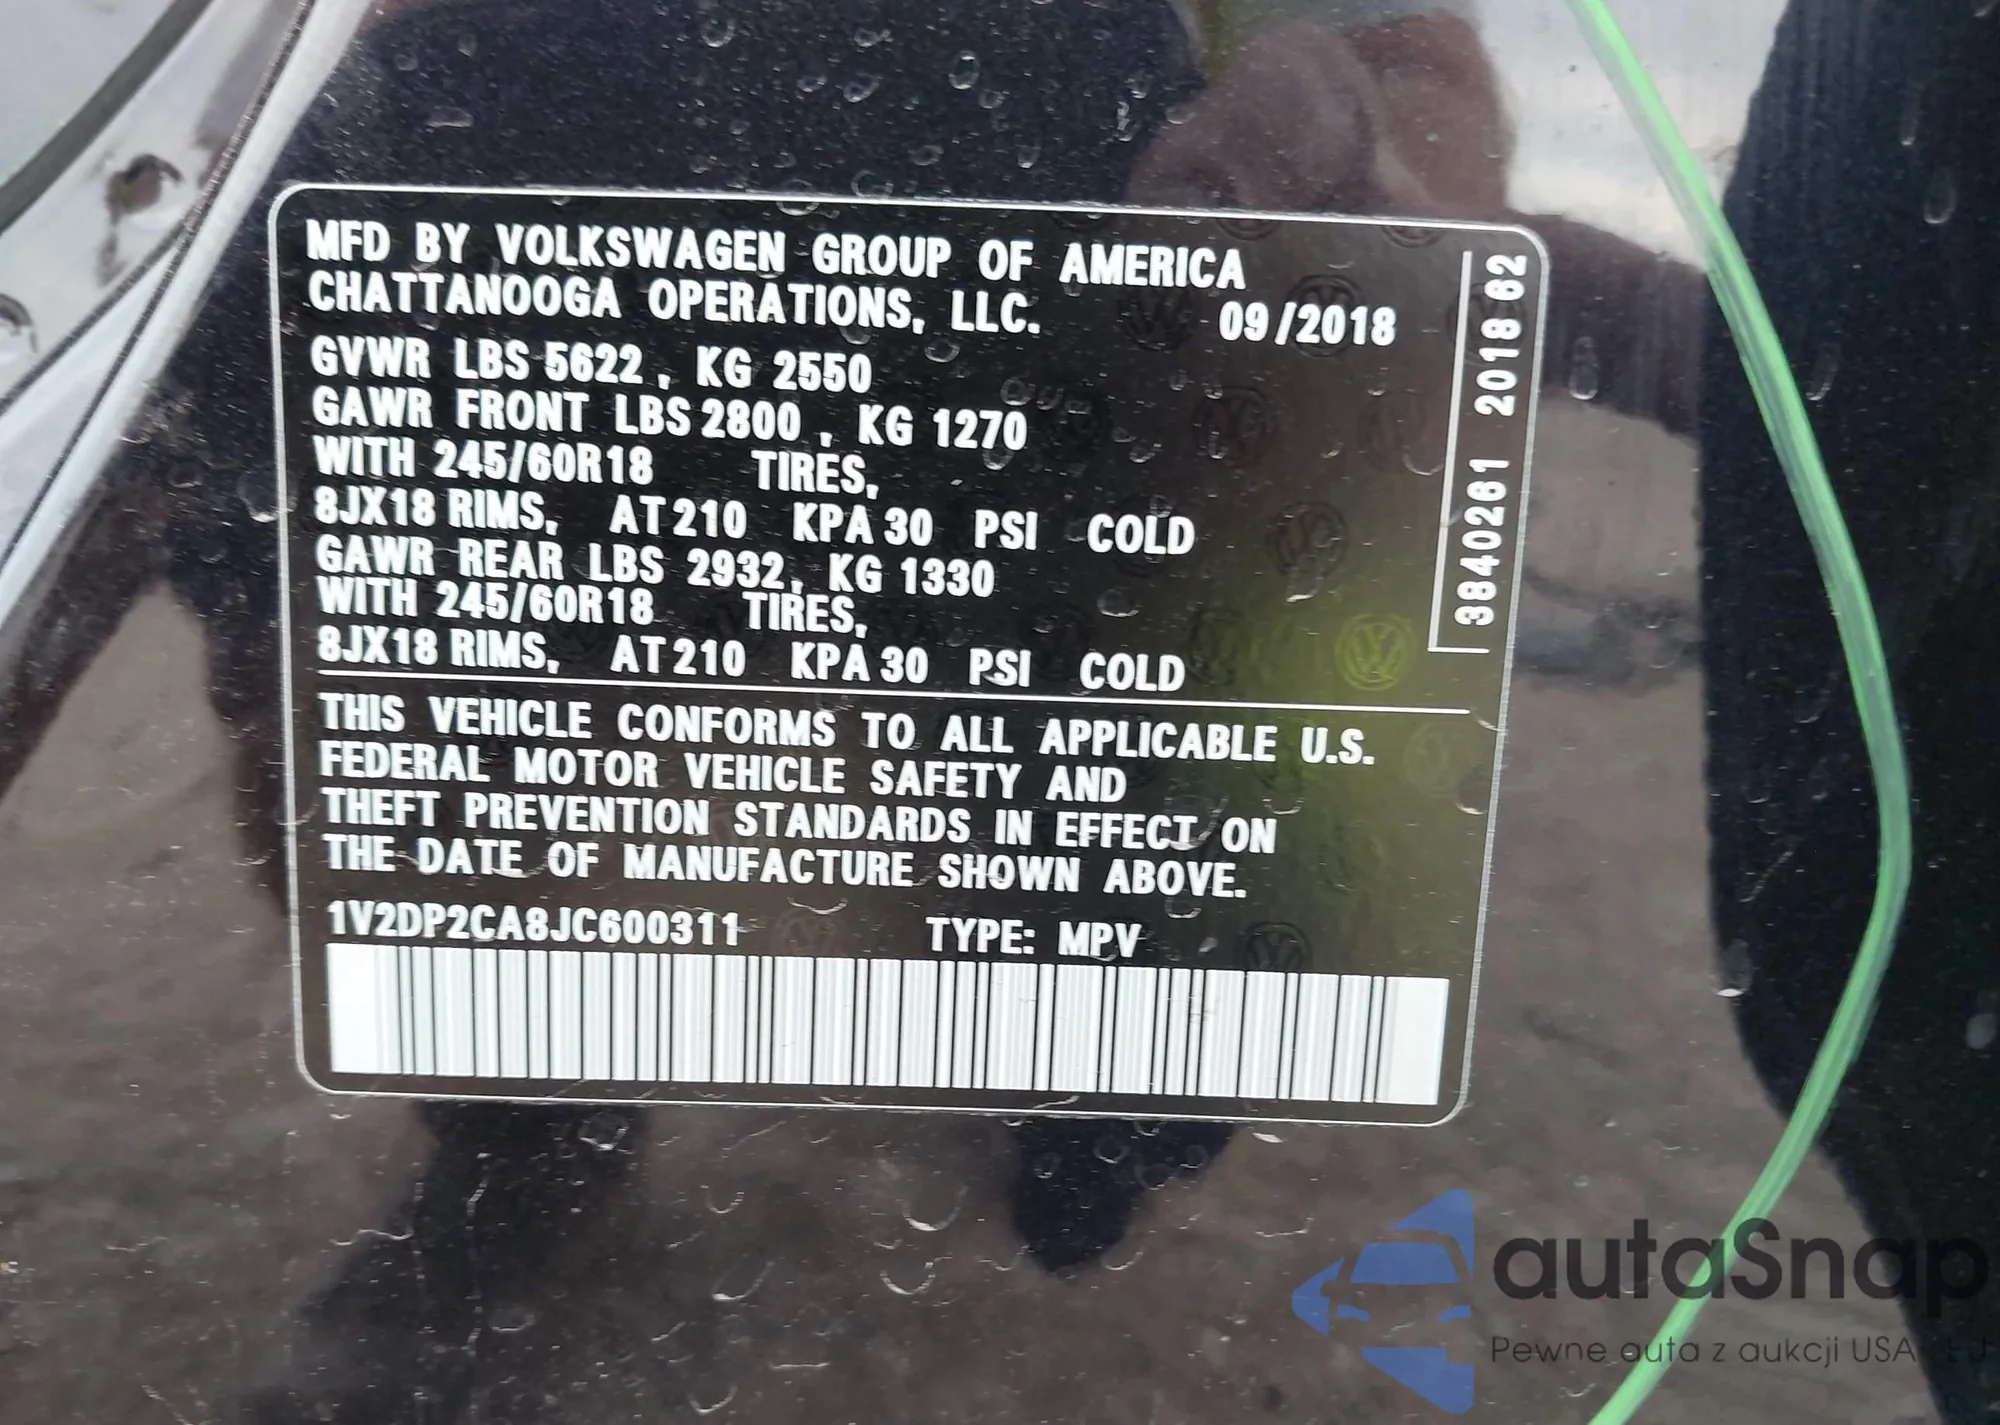 MFD BY VOLKSWAGEN GROUP OF AMERICA
CHATTANOOGA OPERATIONS, LLC. 09/2018
GVWR LBS 5622, KG 2550
GAWR FRONT LBS 2800, KG 1270
WITH 245/60R18 TIRES,
8JX18 RIMS, AT 210 KPA 30 PSI COLD
GAWR REAR LBS 2932, KG 1330
WITH 245/60R18 TIRES,
8JX18 RIMS, AT 210 KPA 30 PSI COLD
3840261 2018 62
THIS VEHICLE CONFORMS TO ALL APPLICABLE U.S.
FEDERAL MOTOR VEHICLE SAFETY AND
THEFT PREVENTION STANDARDS IN EFFECT ON
THE DATE OF MANUFACTURE SHOWN ABOVE.
1V2DP2CA8JC600311 TYPE: MPV
autaSnap
Pewne auta z aukcji USA